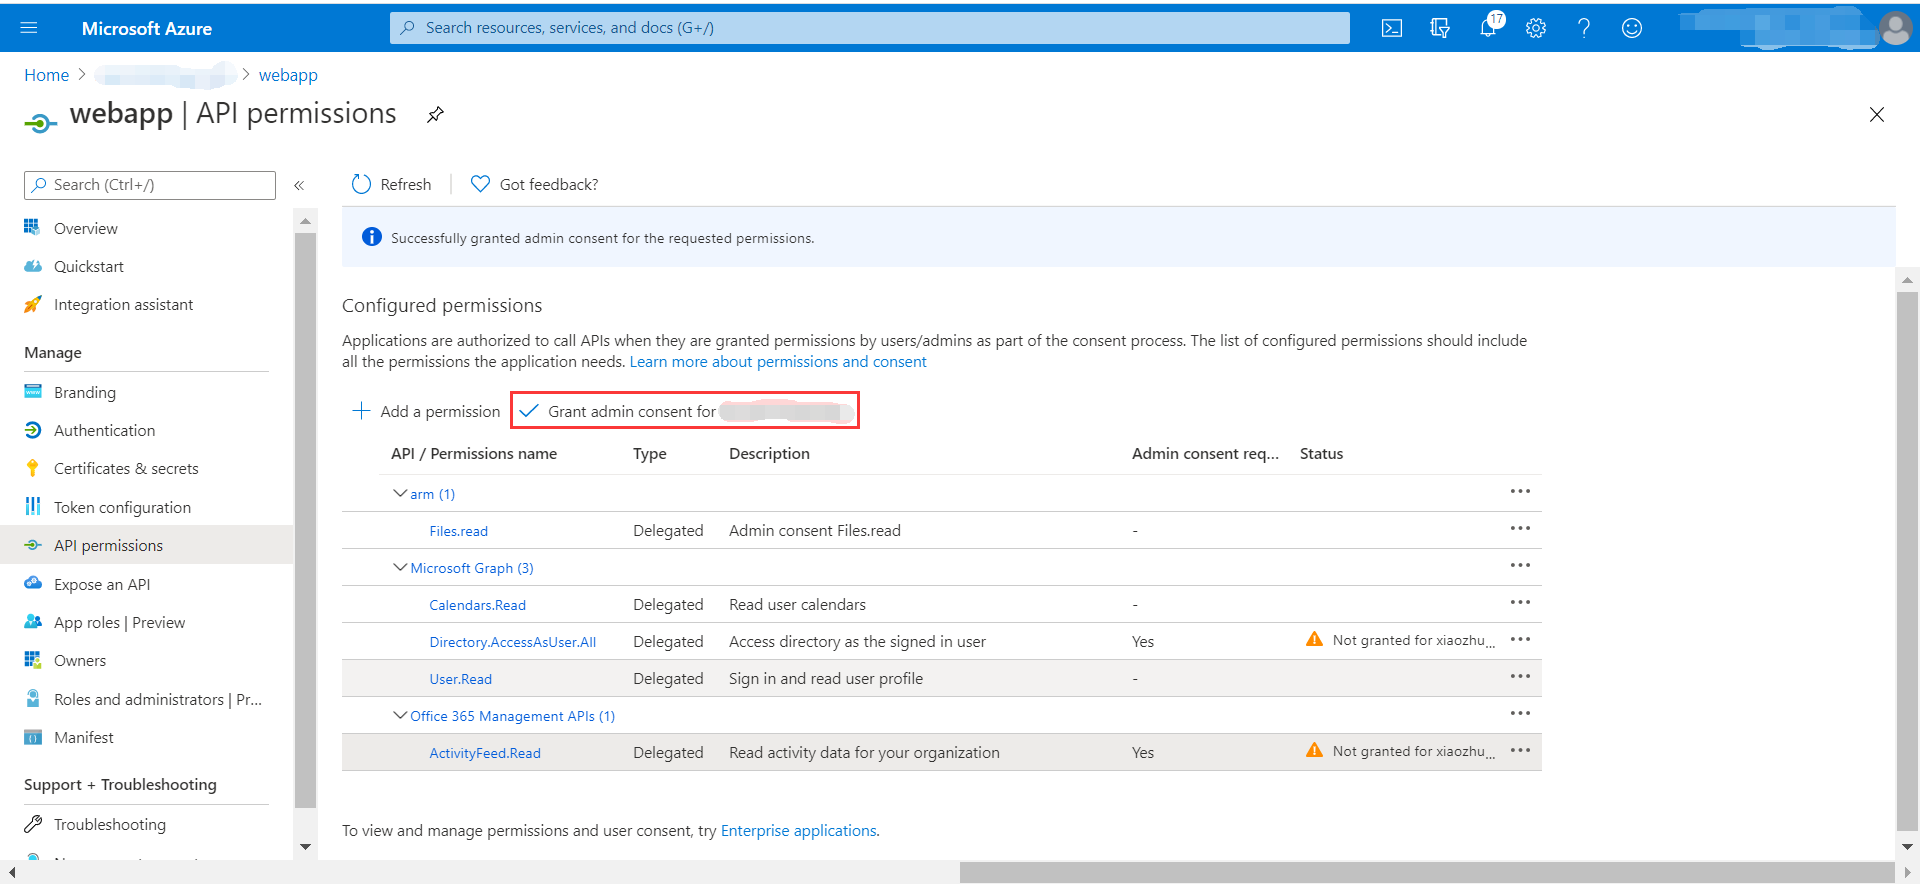 Microsoft Azure
Search resources, services, and docs (G+/)
17
Home > > webapp
webapp | API permissions
Search (Ctrl+/)
«
Refresh
Got feedback?
Overview
Quickstart
Integration assistant
Manage
Branding
Authentication
Certificates & secrets
Token configuration
API permissions
Expose an API
App roles | Preview
Owners
Roles and administrators | Pr...
Manifest
Support + Troubleshooting
Troubleshooting
Successfully granted admin consent for the requested permissions.
Configured permissions
Applications are authorized to call APIs when they are granted permissions by users/admins as part of the consent process. The list of configured permissions should include
all the permissions the application needs. Learn more about permissions and consent
Add a permission
Grant admin consent for
API / Permissions name Type Description Admin consent req... Status
arm (1) •••
Files.read Delegated Admin consent Files.read - •••
Microsoft Graph (3) •••
Calendars.Read Delegated Read user calendars - •••
Directory.AccessAsUser.All Delegated Access directory as the signed in user Yes Not granted for xiaozhu... •••
User.Read Delegated Sign in and read user profile - •••
Office 365 Management APIs (1) •••
ActivityFeed.Read Delegated Read activity data for your organization Yes Not granted for xiaozhu... •••
To view and manage permissions and user consent, try Enterprise applications.